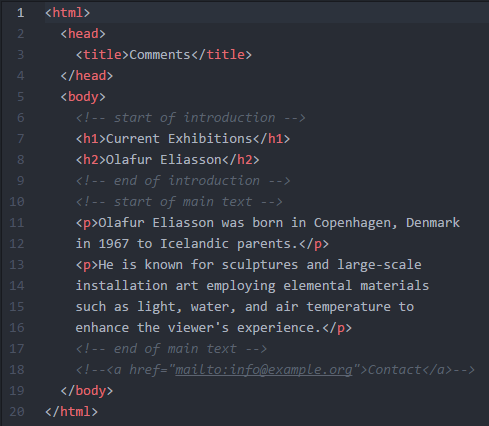 1 <html>
2 <head>
3 <title>Comments</title>
4 </head>
5 <body>
6 <!-- start of introduction -->
7 <h1>Current Exhibitions</h1>
8 <h2>Olafur Eliasson</h2>
9 <!-- end of introduction -->
10 <!-- start of main text -->
11 <p>Olafur Eliasson was born in Copenhagen, Denmark
12 in 1967 to Icelandic parents.</p>
13 <p>He is known for sculptures and large-scale
14 installation art employing elemental materials
15 such as light, water, and air temperature to
16 enhance the viewer's experience.</p>
17 <!-- end of main text -->
18 <!--<a href="mailto:info@example.org">Contact</a>-->
19 </body>
20 </html>